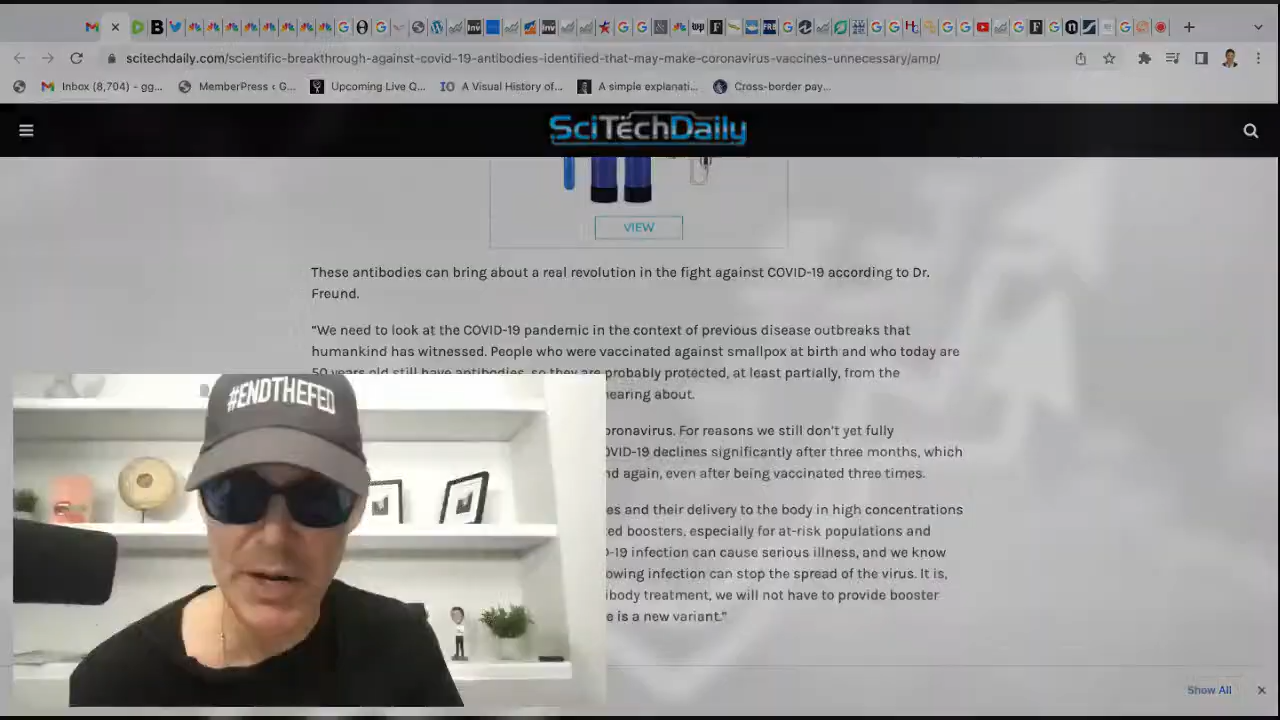 scitechdaily.com/scientific-breakthrough-against-covid-19-antibodies-identified-that-may-make-coronavirus-vaccines-unnecessary/amp/
Inbox (8,704) - gg...
MemberPress ‹ G...
Upcoming Live Q...
IO A Visual History of...
A simple explanati...
Cross-border pay...
SciTechDaily
VIEW
These antibodies can bring about a real revolution in the fight against COVID-19 according to Dr.
Freund.
“We need to look at the COVID-19 pandemic in the context of previous disease outbreaks that
humankind has witnessed. People who were vaccinated against smallpox at birth and who today are
50 years old still have antibodies, so they are probably protected, at least partially, from the
hearing about.
#ENDTHEFED
oronavirus. For reasons we still don’t yet fully
OVID-19 declines significantly after three months, which
nd again, even after being vaccinated three times.
es and their delivery to the body in high concentrations
ted boosters, especially for at-risk populations and
D-19 infection can cause serious illness, and we know
owing infection can stop the spread of the virus. It is,
ibody treatment, we will not have to provide booster
e is a new variant.”
Show All